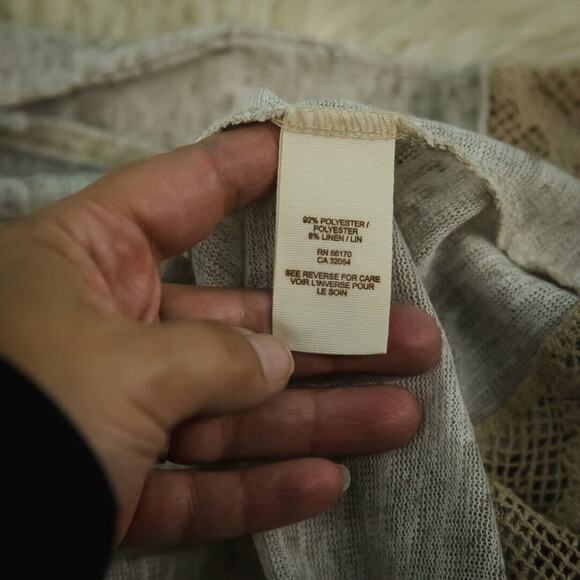 92% POLYESTER /
POLYESTER
8% LINEN / LIN
RN 66170
CA 32054
SEE REVERSE FOR CARE
VOIR L'INVERSE POUR
LE SOIN